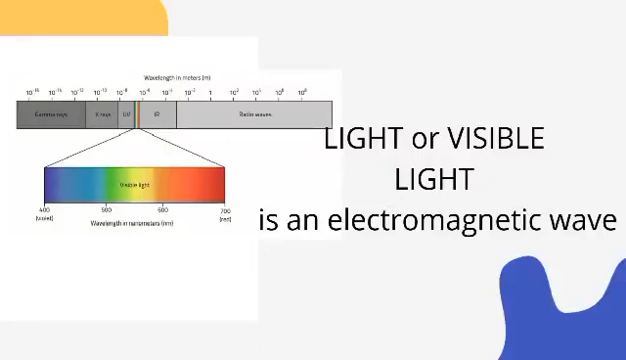 Wavelength in meters (m)
Gamma rays X rays UV IR Radio waves
Visible light
400 500 600 700
[violet] [red]
Wavelength in nanometers (nm)
LIGHT or VISIBLE
LIGHT
is an electromagnetic wave